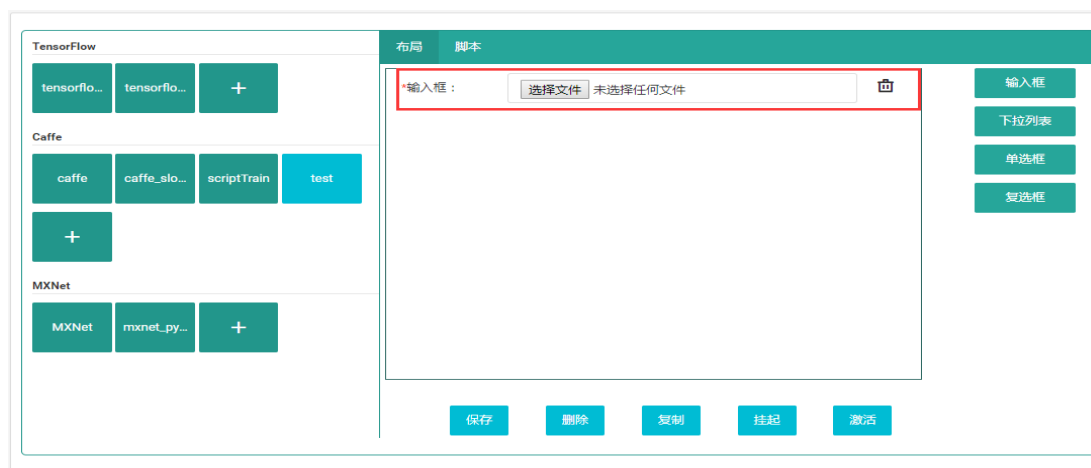 TensorFlow
tensorflo... tensorflo... +
Caffe
caffe caffe_slo... scriptTrain test
+
MXNet
MXNet mxnet_py... +
布局 脚本
*输入框： 选择文件 未选择任何文件
保存 删除 复制 挂起 激活
输入框
下拉列表
单选框
复选框